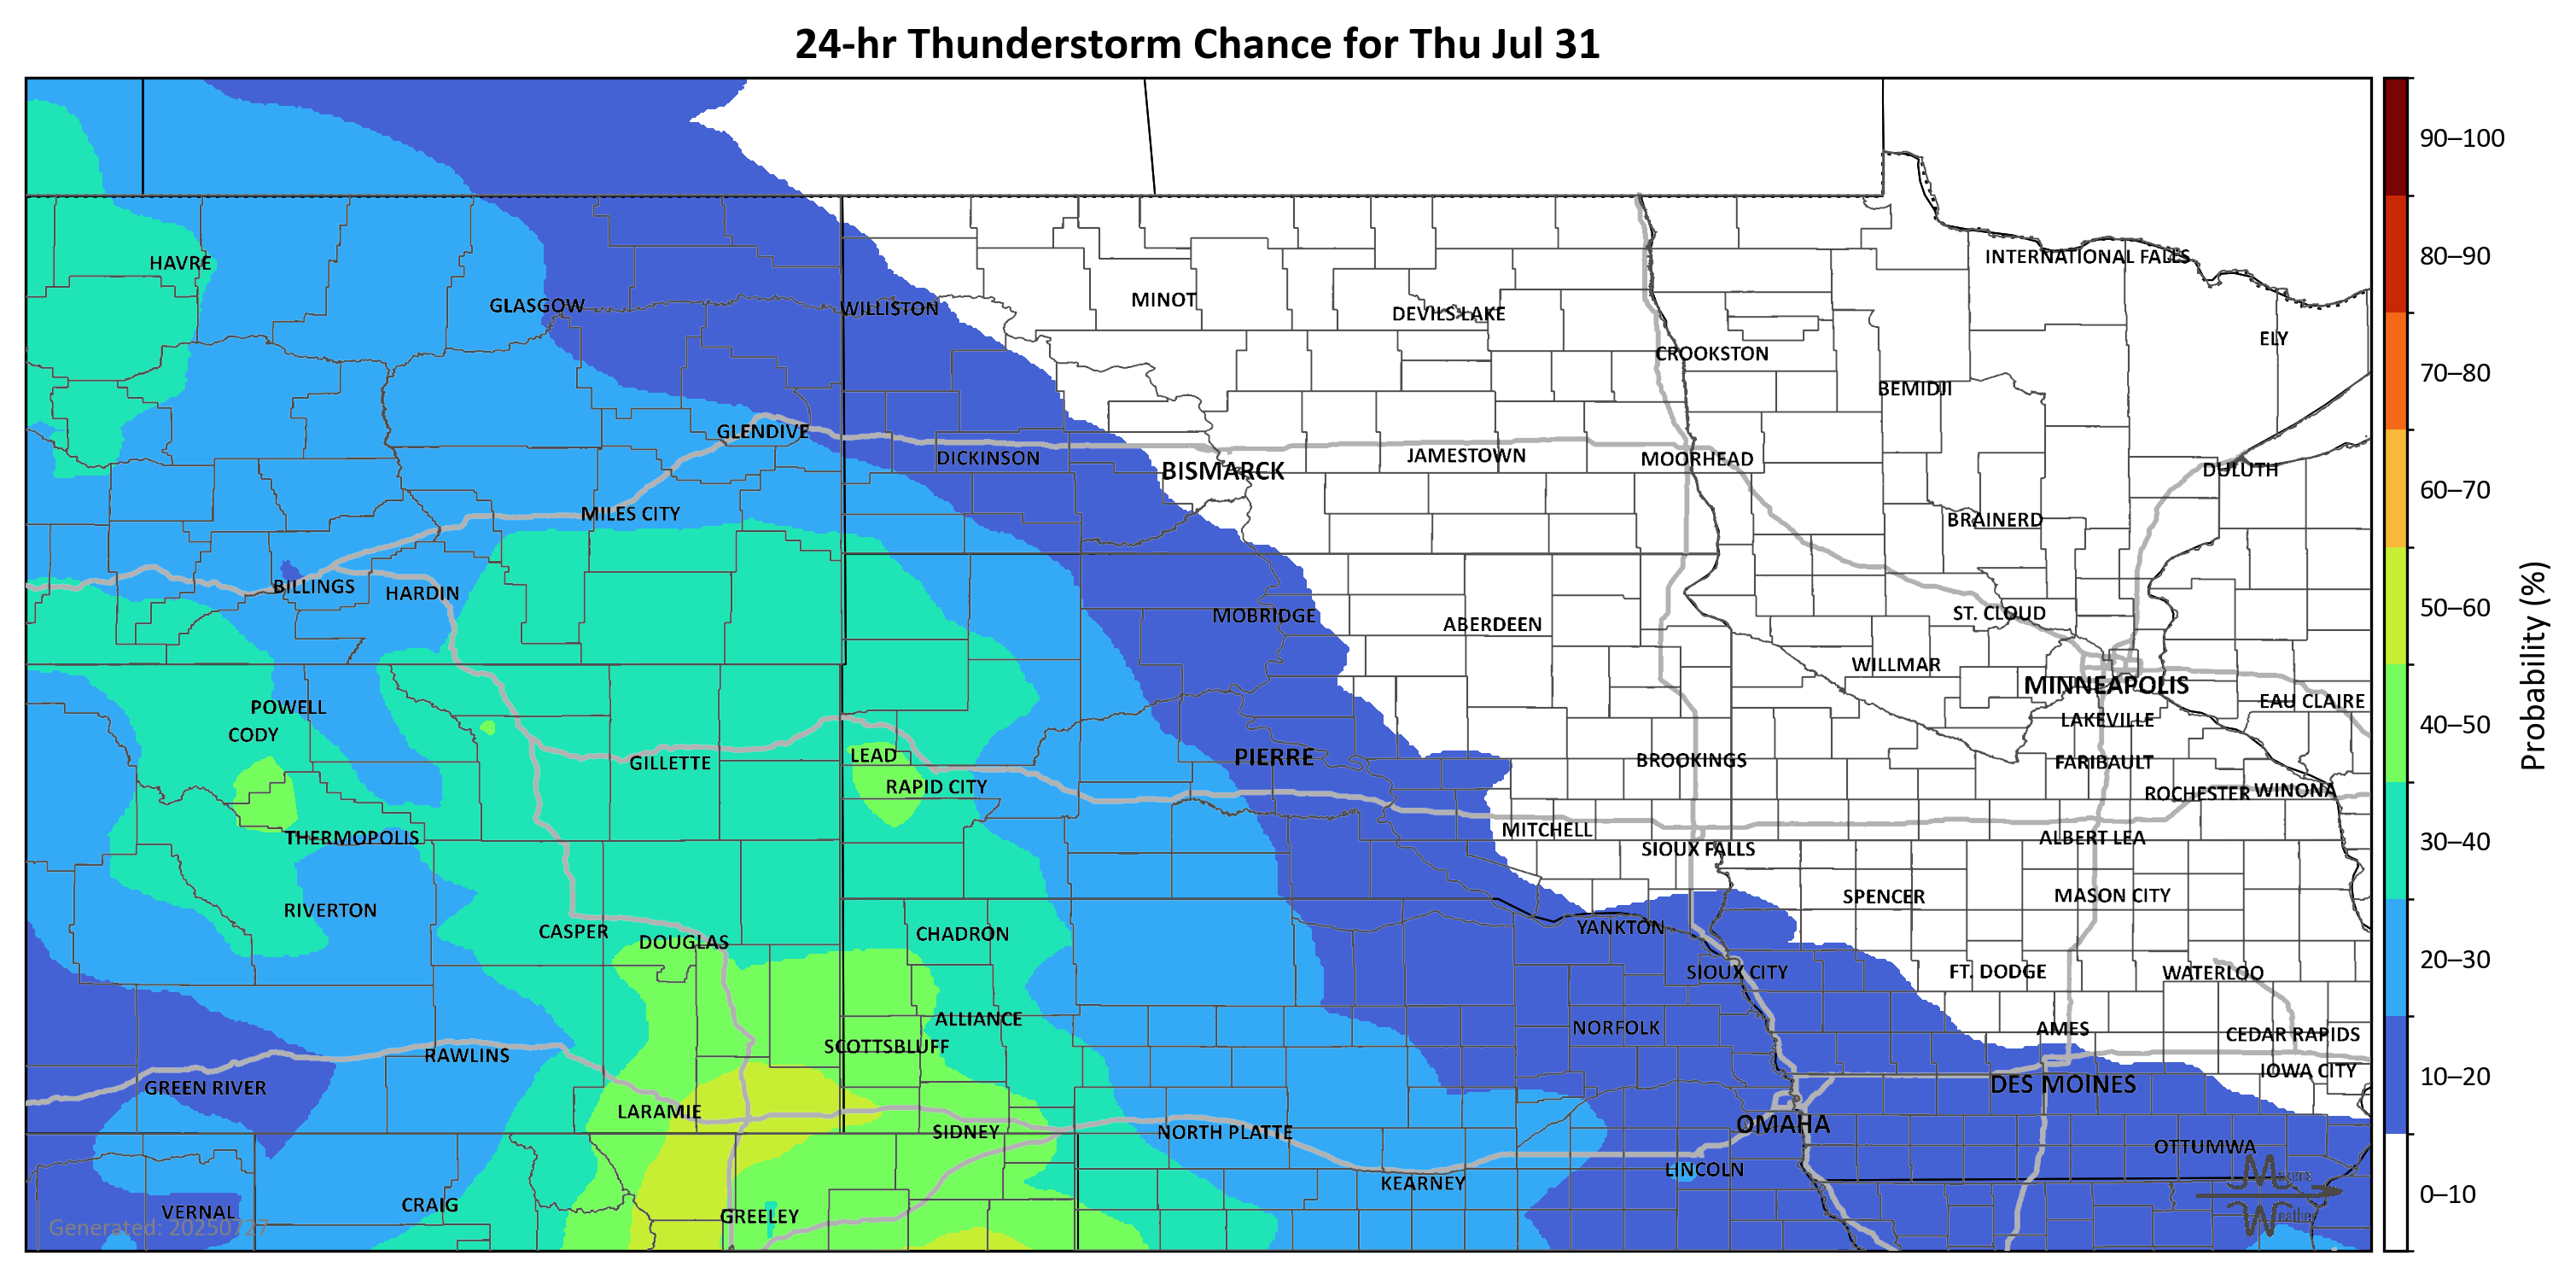 24-hr Thunderstorm Chance for Thu Jul 31
90–100
80–90
INTERNATIONAL FALLS
HAVRE
MINOT
GLASGOW
WILLISTON
DEVILS LAKE
ELY
CROOKSTON
70–80
BEMIDJI
GLENDIVE
DICKINSON
JAMESTOWN
MOORHEAD
BISMARCK
DULUTH
60–70
MILES CITY
BRAINERD
BILLINGS
HARDIN
50–60
MOBRIDGE
ABERDEEN
ST. CLOUD
WILLMAR
MINNEAPOLIS
Probability (%)
EAU CLAIRE
POWELL
LAKEVILLE
40–50
CODY
LEAD
PIERRE
BROOKINGS
GILLETTE
FARIBAULT
RAPID CITY
ROCHESTER
WINONA
MITCHELL
THERMOPOLIS
ALBERT LEA
30–40
SIOUX FALLS
SPENCER
MASON CITY
RIVERTON
YANKTON
CASPER
CHADRON
DOUGLAS
20–30
SIOUX CITY
FT. DODGE
WATERLOO
ALLIANCE
NORFOLK
AMES
CEDAR RAPIDS
SCOTTSBLUFF
RAWLINS
IOWA CITY
10–20
GREEN RIVER
DES MOINES
LARAMIE
OMAHA
SIDNEY
NORTH PLATTE
OTTUMWA
LINCOLN
Makens
KEARNEY
0–10
CRAIG
VERNAL
GREELEY
Weather
Generated: 20250727